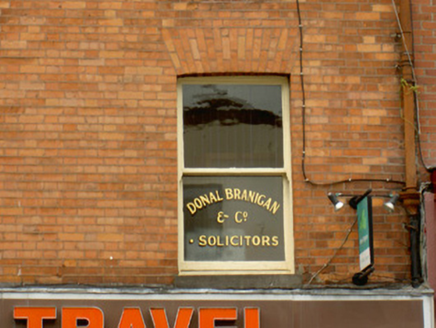 DONAL BRANIGAN
& Co
• SOLICITORS
TRAVEL